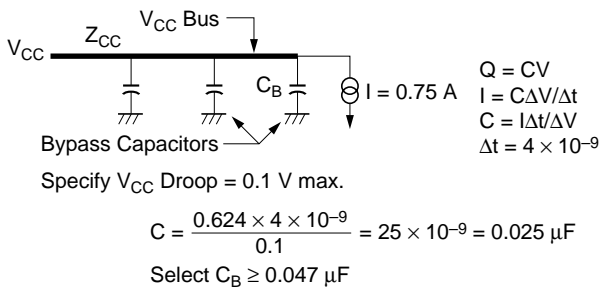 V_CC Bus
Z_CC
V_CC
C_B
I = 0.75 A
Q = CV
I = CΔV/Δt
C = IΔt/ΔV
Δt = 4 × 10⁻⁹
Bypass Capacitors
Specify V_CC Droop = 0.1 V max.
C = 0.624 × 4 × 10⁻⁹ / 0.1 = 25 × 10⁻⁹ = 0.025 μF
Select C_B ≥ 0.047 μF